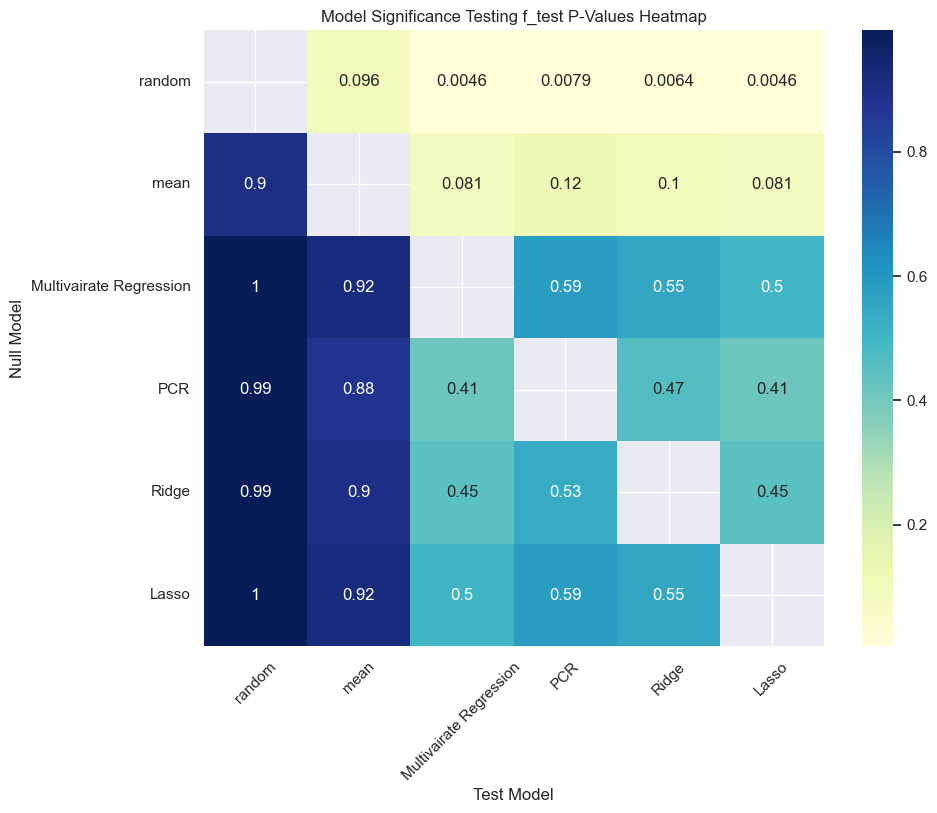 Model Significance Testing f_test P-Values Heatmap
random
0.096 0.0046 0.0079 0.0064 0.0046
mean
0.9 0.081 0.12 0.1 0.081
Multivairate Regression
1 0.92 0.59 0.55 0.5
PCR
0.99 0.88 0.41 0.47 0.41
Ridge
0.99 0.9 0.45 0.53 0.45
Lasso
1 0.92 0.5 0.59 0.55
Null Model
random
mean
Multivairate Regression
PCR
Ridge
Lasso
Test Model
0.8
0.6
0.4
0.2